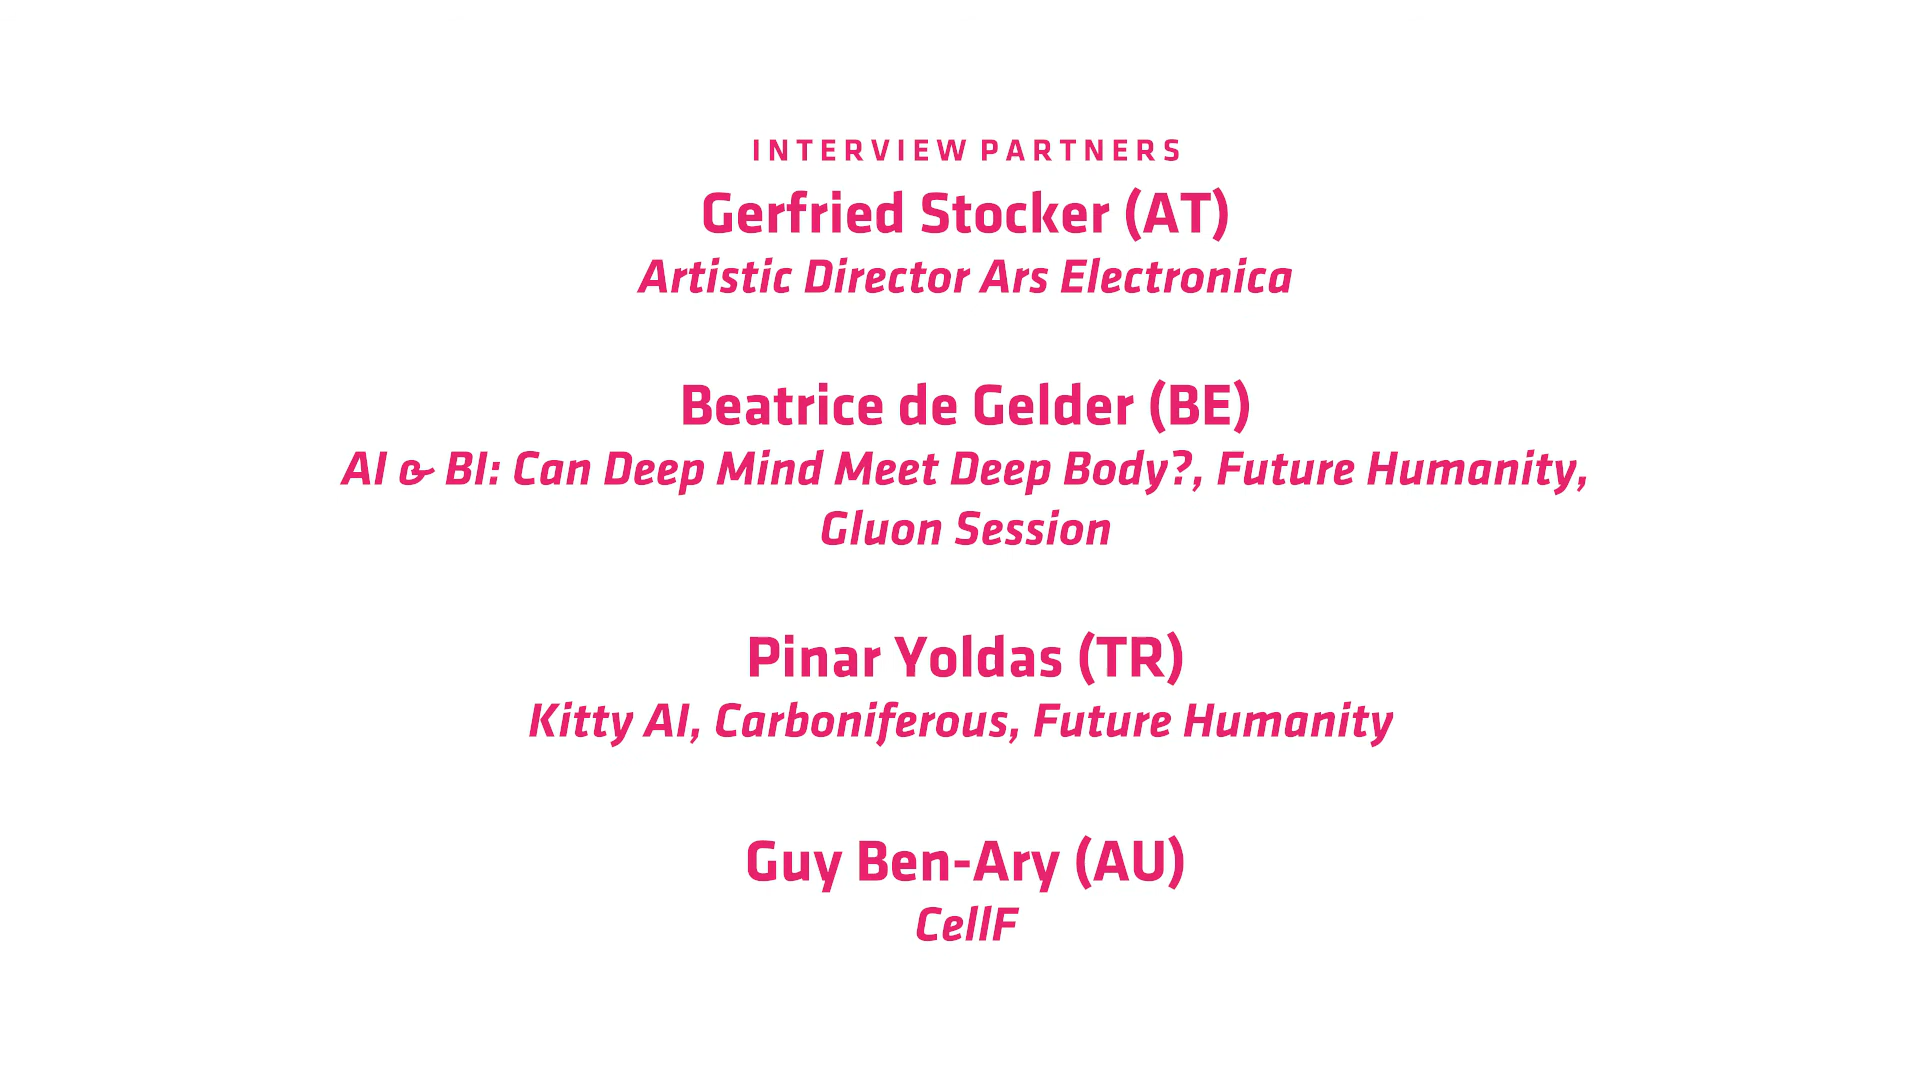 INTERVIEW PARTNERS
Gerfried Stocker (AT)
Artistic Director Ars Electronica
Beatrice de Gelder (BE)
AI & BI: Can Deep Mind Meet Deep Body?, Future Humanity,
Gluon Session
Pinar Yoldas (TR)
Kitty AI, Carboniferous, Future Humanity
Guy Ben-Ary (AU)
CellF